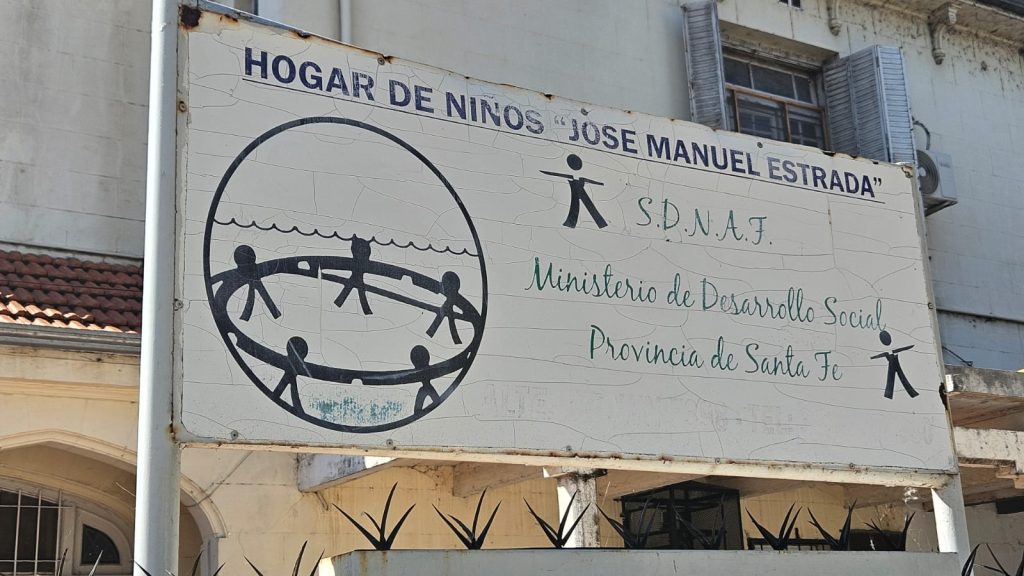 HOGAR DE NIÑOS "JOSE MANUEL ESTRADA"
S.D.N.A.F.
Ministerio de Desarrollo Social
Provincia de Santa Fe